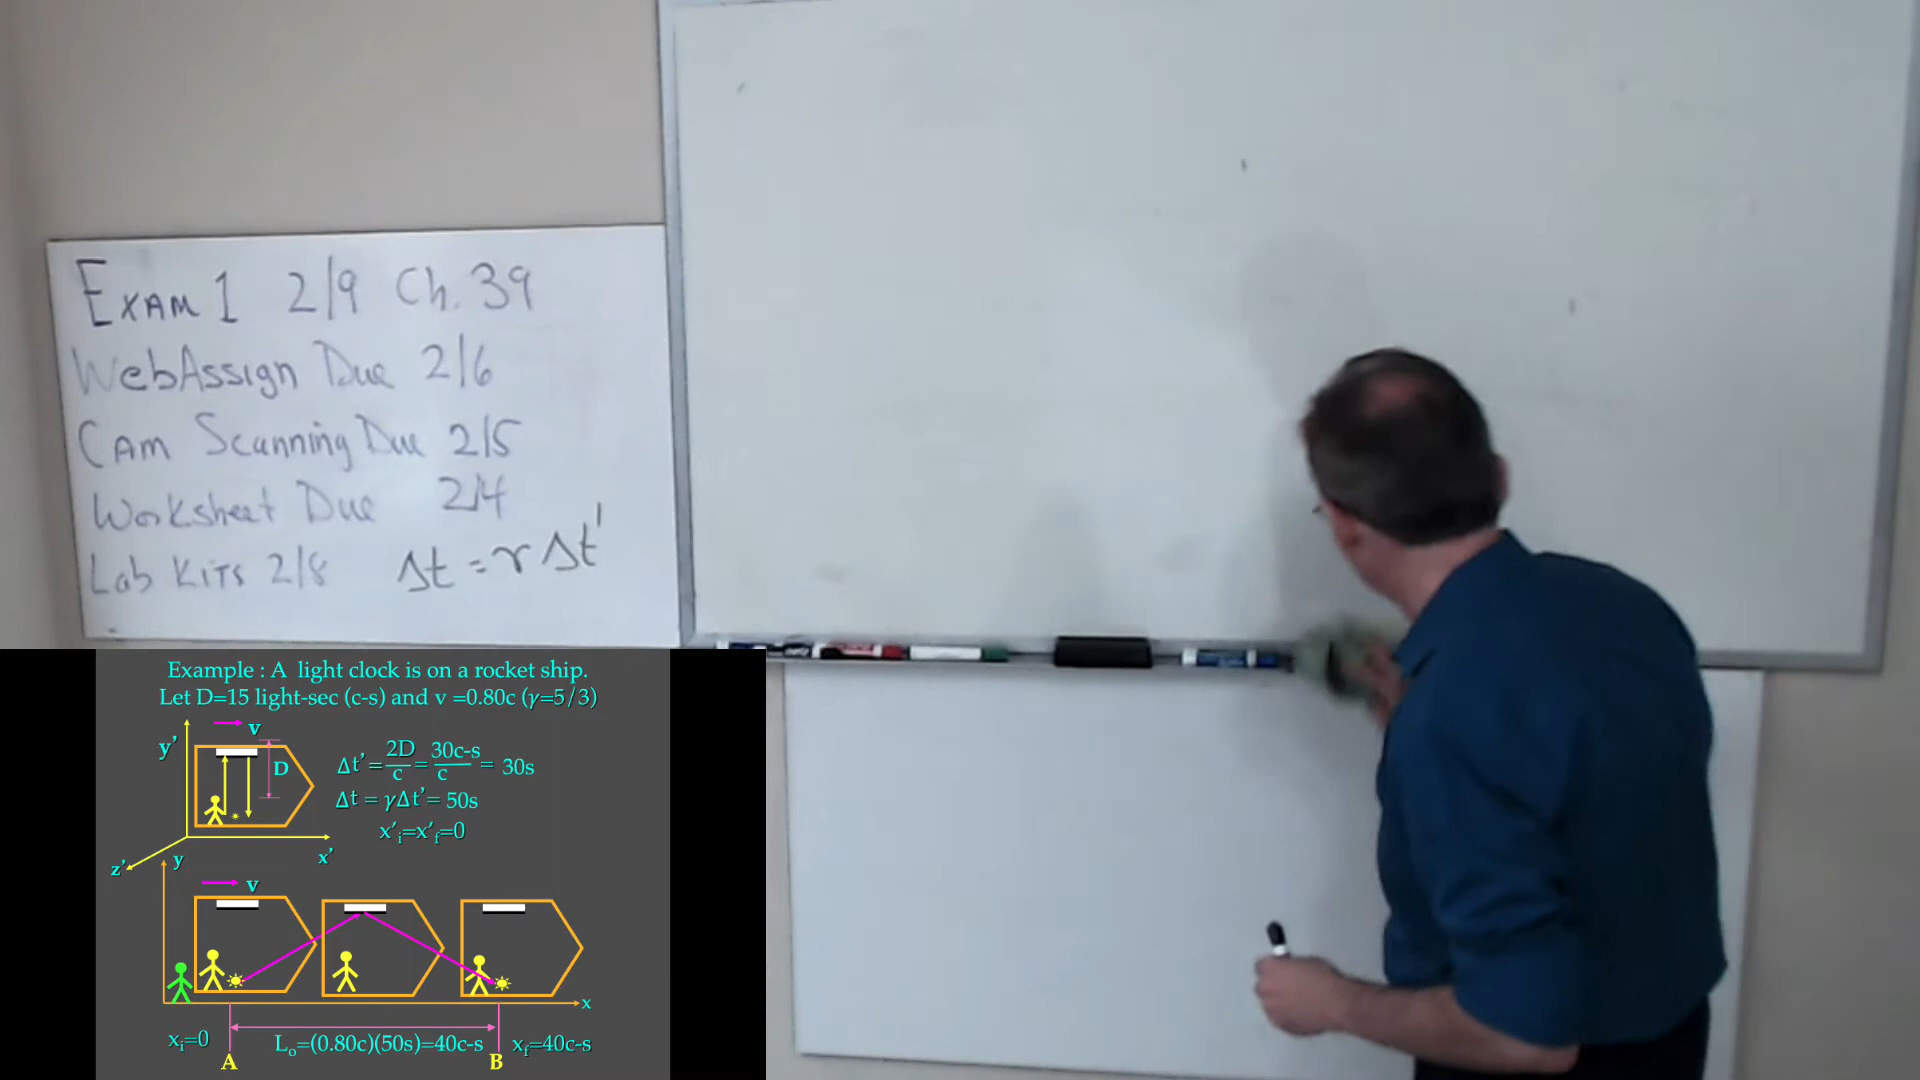 Exam 1 2/9 Ch. 39
WebAssign Due 2/6
Cam Scanning Due 2/5
Worksheet Due 2/4
Lab Kits 2/8 Δt = γ Δt'
Example : A light clock is on a rocket ship.
Let D=15 light-sec (c-s) and v =0.80c (γ=5/3)
v
y'
D
Δt' = 2D/c = 30c-s/c = 30s
Δt = γΔt' = 50s
x'i=x'f=0
x'
z'
y
v
x
xi=0
Lo=(0.80c)(50s)=40c-s
xf=40c-s
A
B